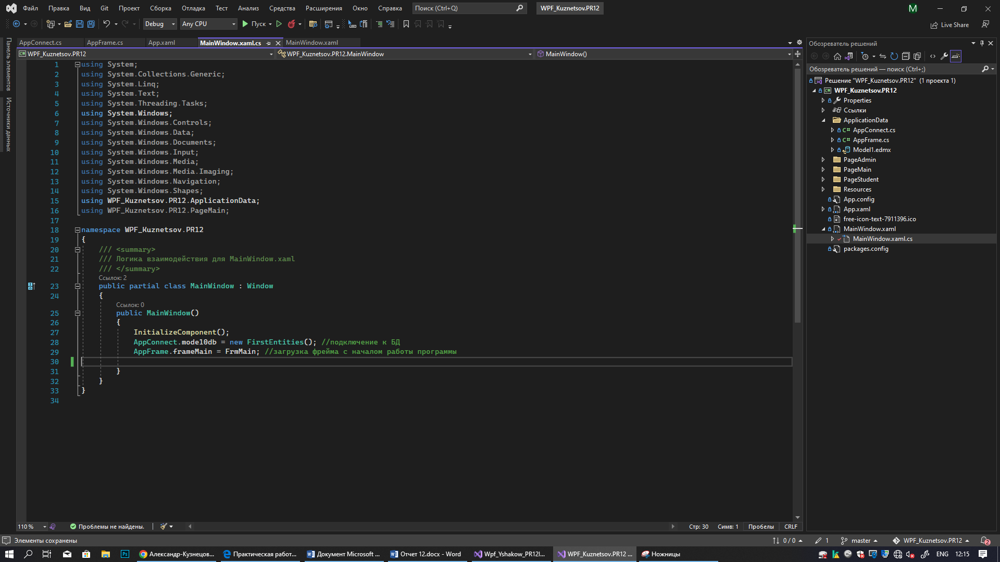 Файл Правка Вид Git Проект Сборка Отладка Тест Анализ Средства Расширения Окно Справка Поиск (Ctrl+Q) WPF_Kuznetsov.PR12 M
Debug Any CPU Пуск Live Share
Панель элементов
Источники данных
AppConnect.cs AppFrame.cs App.xaml MainWindow.xaml.cs MainWindow.xaml
WPF_Kuznetsov.PR12 WPF_Kuznetsov.PR12.MainWindow MainWindow()
1 using System;
2 using System.Collections.Generic;
3 using System.Linq;
4 using System.Text;
5 using System.Threading.Tasks;
6 using System.Windows;
7 using System.Windows.Controls;
8 using System.Windows.Data;
9 using System.Windows.Documents;
10 using System.Windows.Input;
11 using System.Windows.Media;
12 using System.Windows.Media.Imaging;
13 using System.Windows.Navigation;
14 using System.Windows.Shapes;
15 using WPF_Kuznetsov.PR12.ApplicationData;
16 using WPF_Kuznetsov.PR12.PageMain;
17
18 namespace WPF_Kuznetsov.PR12
19 {
20 /// <summary>
21 /// Логика взаимодействия для MainWindow.xaml
22 /// </summary>
Ссылок: 2
23 public partial class MainWindow : Window
24 {
Ссылок: 0
25 public MainWindow()
26 {
27 InitializeComponent();
28 AppConnect.mode10db = new FirstEntities(); //подключение к БД
29 AppFrame.frameMain = FrmMain; //загрузка фрейма с началом работы программы
30
31 }
32 }
33 }
34
110 % Проблемы не найдены. Стр: 30 Симв: 1 Пробелы CRLF
Обозреватель решений
Обозреватель решений — поиск (Ctrl+;)
Решение "WPF_Kuznetsov.PR12" (1 проекта 1)
WPF_Kuznetsov.PR12
Properties
Ссылки
ApplicationData
C# AppConnect.cs
C# AppFrame.cs
Model1.edmx
PageAdmin
PageMain
PageStudent
Resources
App.config
App.xaml
free-icon-text-7911396.ico
MainWindow.xaml
MainWindow.xaml.cs
packages.config
Элементы сохранены 0 / 0 1 master WPF_Kuznetsov.PR12 2
Александр-Кузнецов... Практическая работ... Документ Microsoft ... Отчет 12.docx - Word Wpf_Yshakow_PR12I... WPF_Kuznetsov.PR12 ... Ножницы ENG 12:15